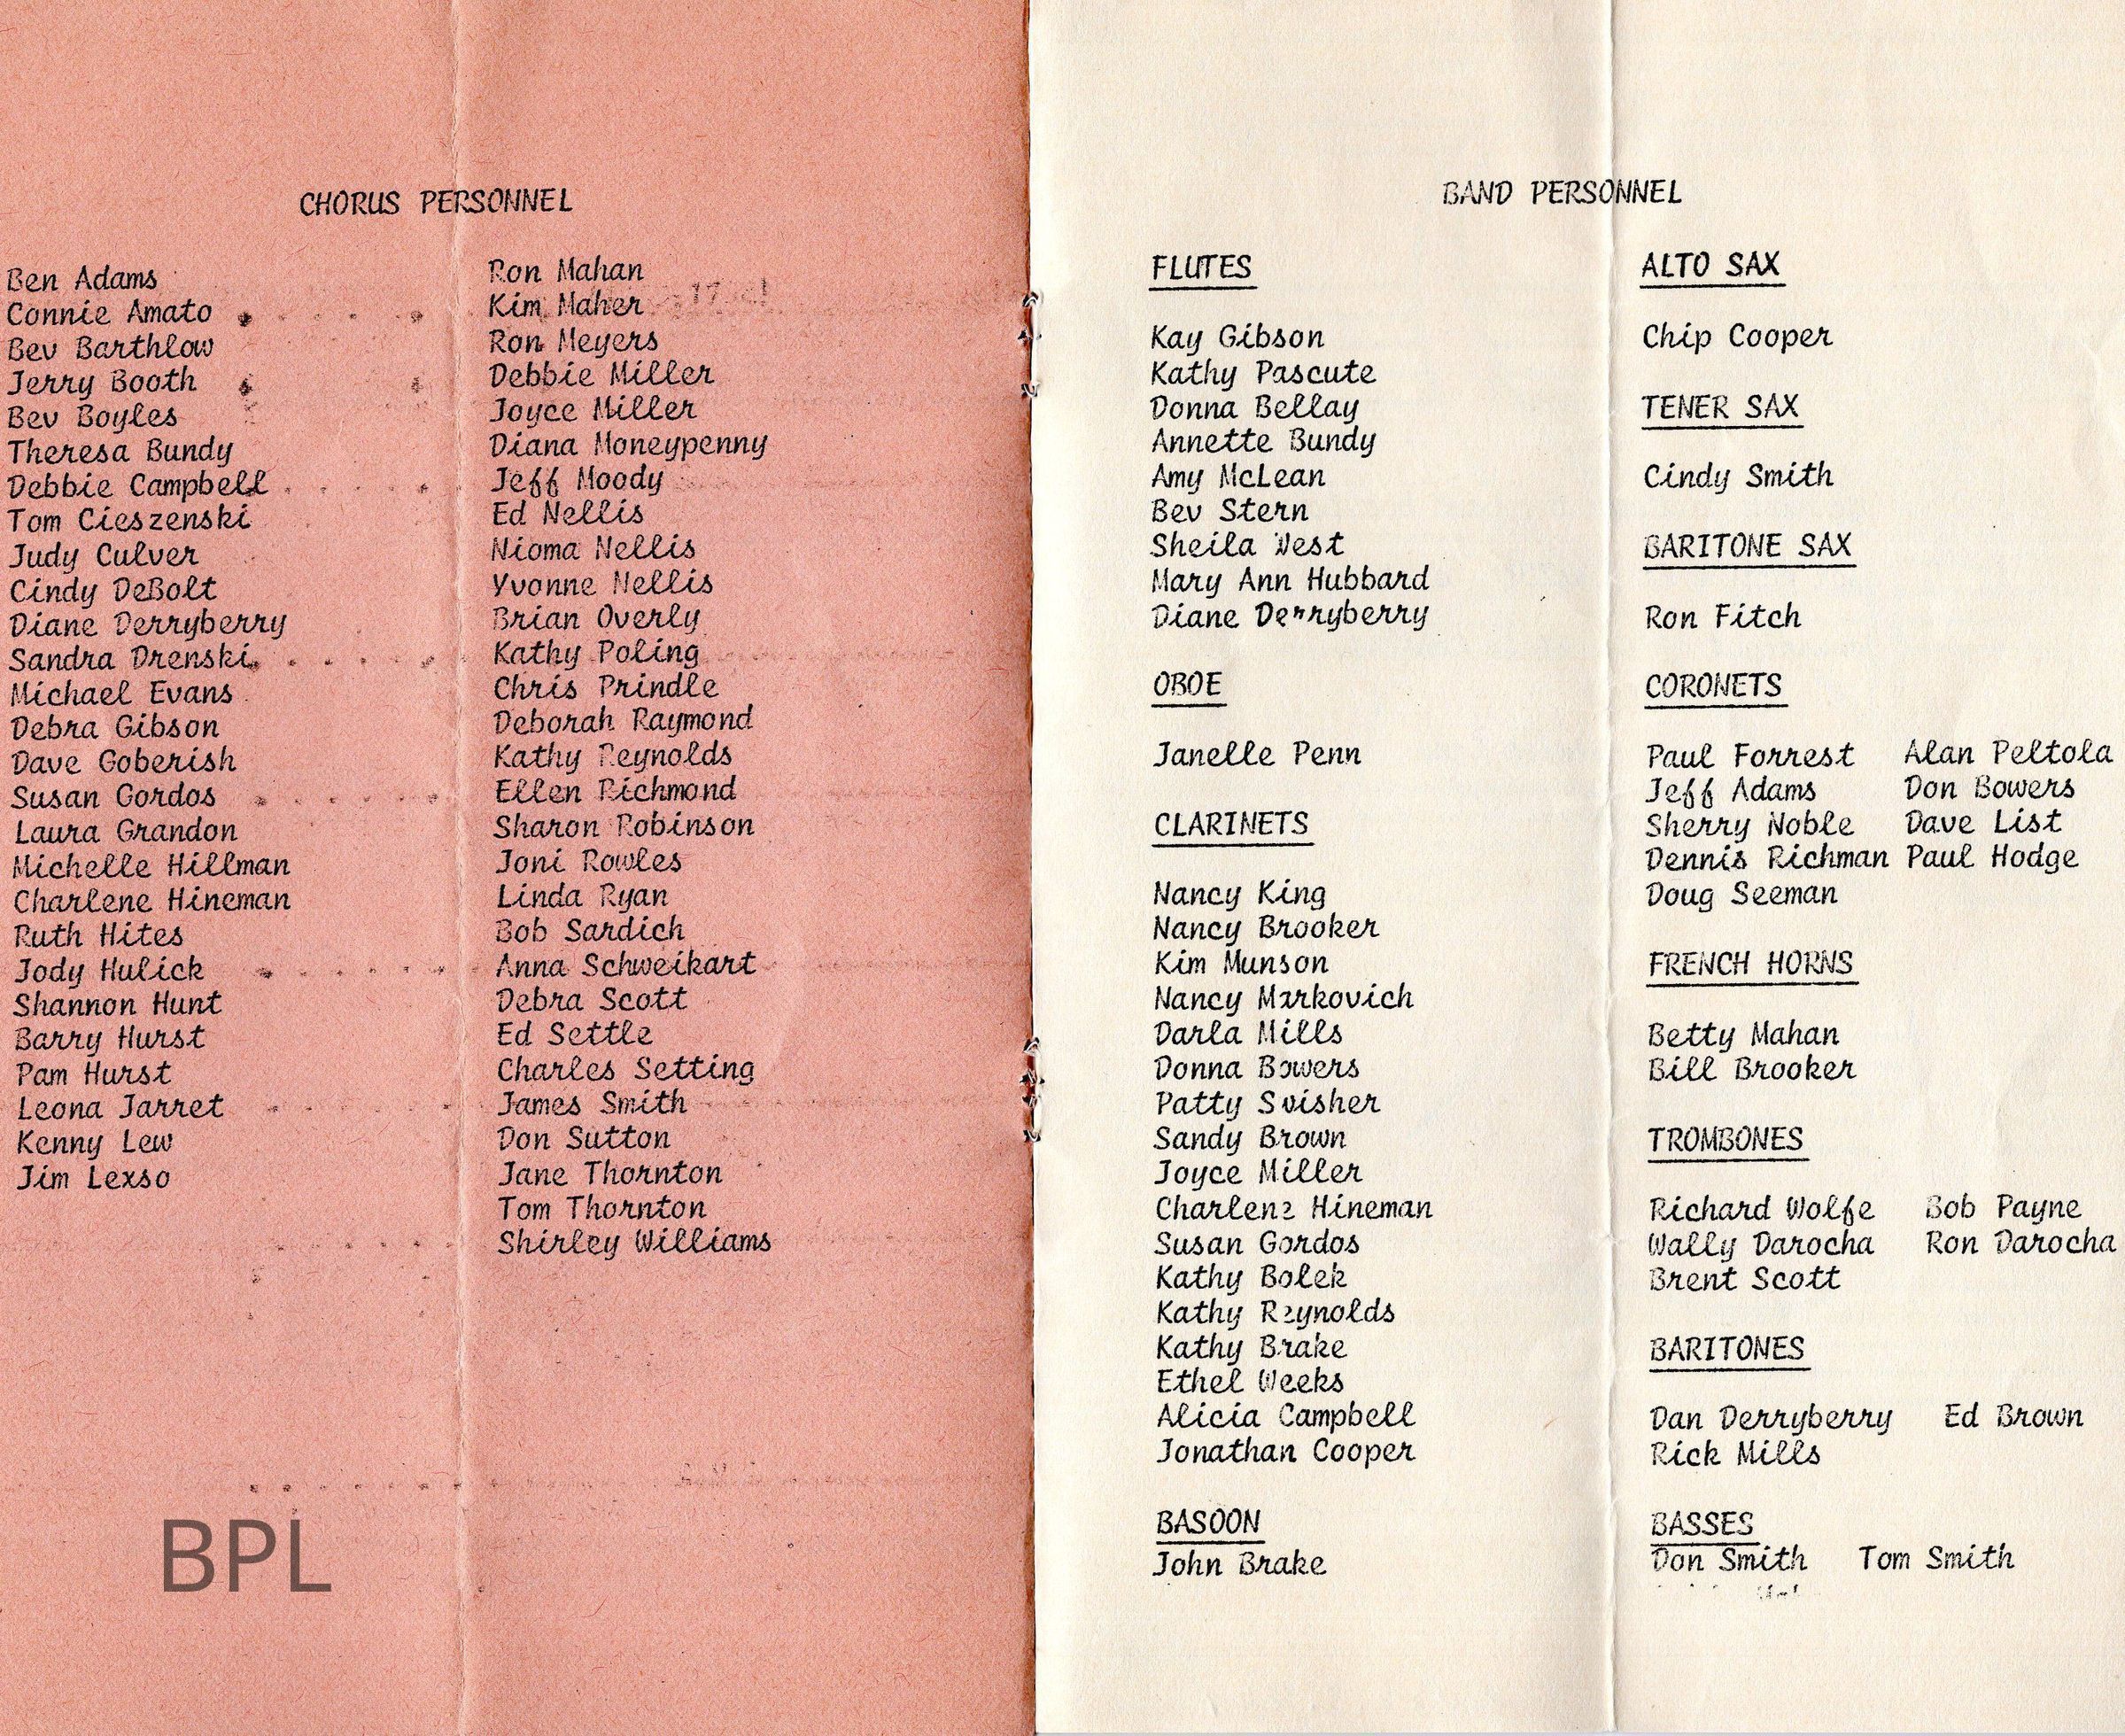 CHORUS PERSONNEL
Ben Adams
Connie Amato
Bev Barthlow
Jerry Booth
Bev Boyles
Theresa Bundy
Debbie Campbell
Tom Cieszenski
Judy Culver
Cindy DeBolt
Diane Derryberry
Sandra Drenski
Michael Evans
Debra Gibson
Dave Goberish
Susan Gordos
Laura Grandon
Michelle Hillman
Charlene Hineman
Ruth Hites
Jody Hulick
Shannon Hunt
Barry Hurst
Pam Hurst
Leona Jarret
Kenny Lew
Jim Lexso
Ron Mahan
Kim Maher
Ron Meyers
Debbie Miller
Joyce Miller
Diana Moneypenny
Jeff Moody
Ed Nellis
Nioma Nellis
Yvonne Nellis
Brian Overly
Kathy Poling
Chris Prindle
Deborah Raymond
Kathy Reynolds
Ellen Richmond
Sharon Robinson
Joni Rowles
Linda Ryan
Bob Sardich
Anna Schweikart
Debra Scott
Ed Settle
Charles Setting
James Smith
Don Sutton
Jane Thornton
Tom Thornton
Shirley Williams
BPL
BAND PERSONNEL
FLUTES
Kay Gibson
Kathy Pascute
Donna Bellay
Annette Bundy
Amy McLean
Bev Stern
Sheila West
Mary Ann Hubbard
Diane Derryberry
OBOE
Janelle Penn
CLARINETS
Nancy King
Nancy Brooker
Kim Munson
Nancy Markovich
Darla Mills
Donna Bowers
Patty Swisher
Sandy Brown
Joyce Miller
Charlene Hineman
Susan Gordos
Kathy Bolek
Kathy Reynolds
Kathy Brake
Ethel Weeks
Alicia Campbell
Jonathan Cooper
BASOON
John Brake
ALTO SAX
Chip Cooper
TENER SAX
Cindy Smith
BARITONE SAX
Ron Fitch
CORONETS
Paul Forrest Alan Peltola
Jeff Adams Don Bowers
Sherry Noble Dave List
Dennis Richman Paul Hodge
Doug Seeman
FRENCH HORNS
Betty Mahan
Bill Brooker
TROMBONES
Richard Wolfe Bob Payne
Wally Darocha Ron Darocha
Brent Scott
BARITONES
Dan Derryberry Ed Brown
Rick Mills
BASSES
Don Smith Tom Smith